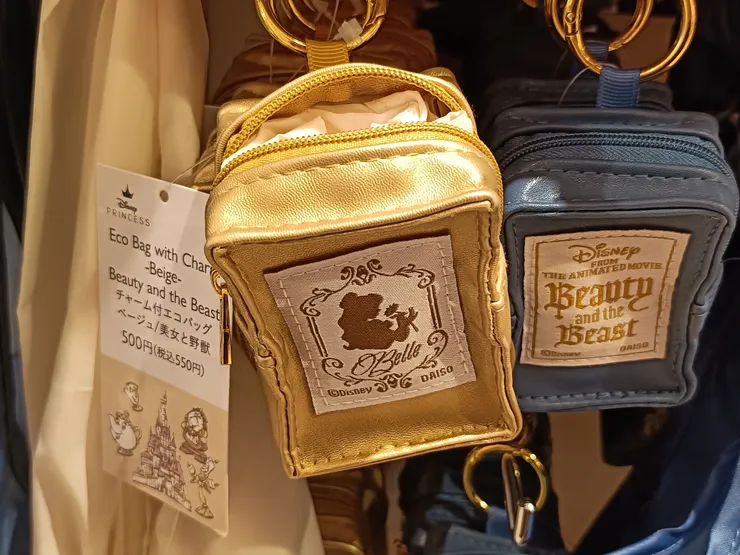 Disney
PRINCESS
Eco Bag with Char
-Beige-
Beauty and the Beast
チャーム付エコバッグ
ベージュ/美女と野獣
500円(税込550円)
Belle
©Disney DAISO
Disney
FROM
THE ANIMATED MOVIE
Beauty
and the
Beast
©Disney DAISO